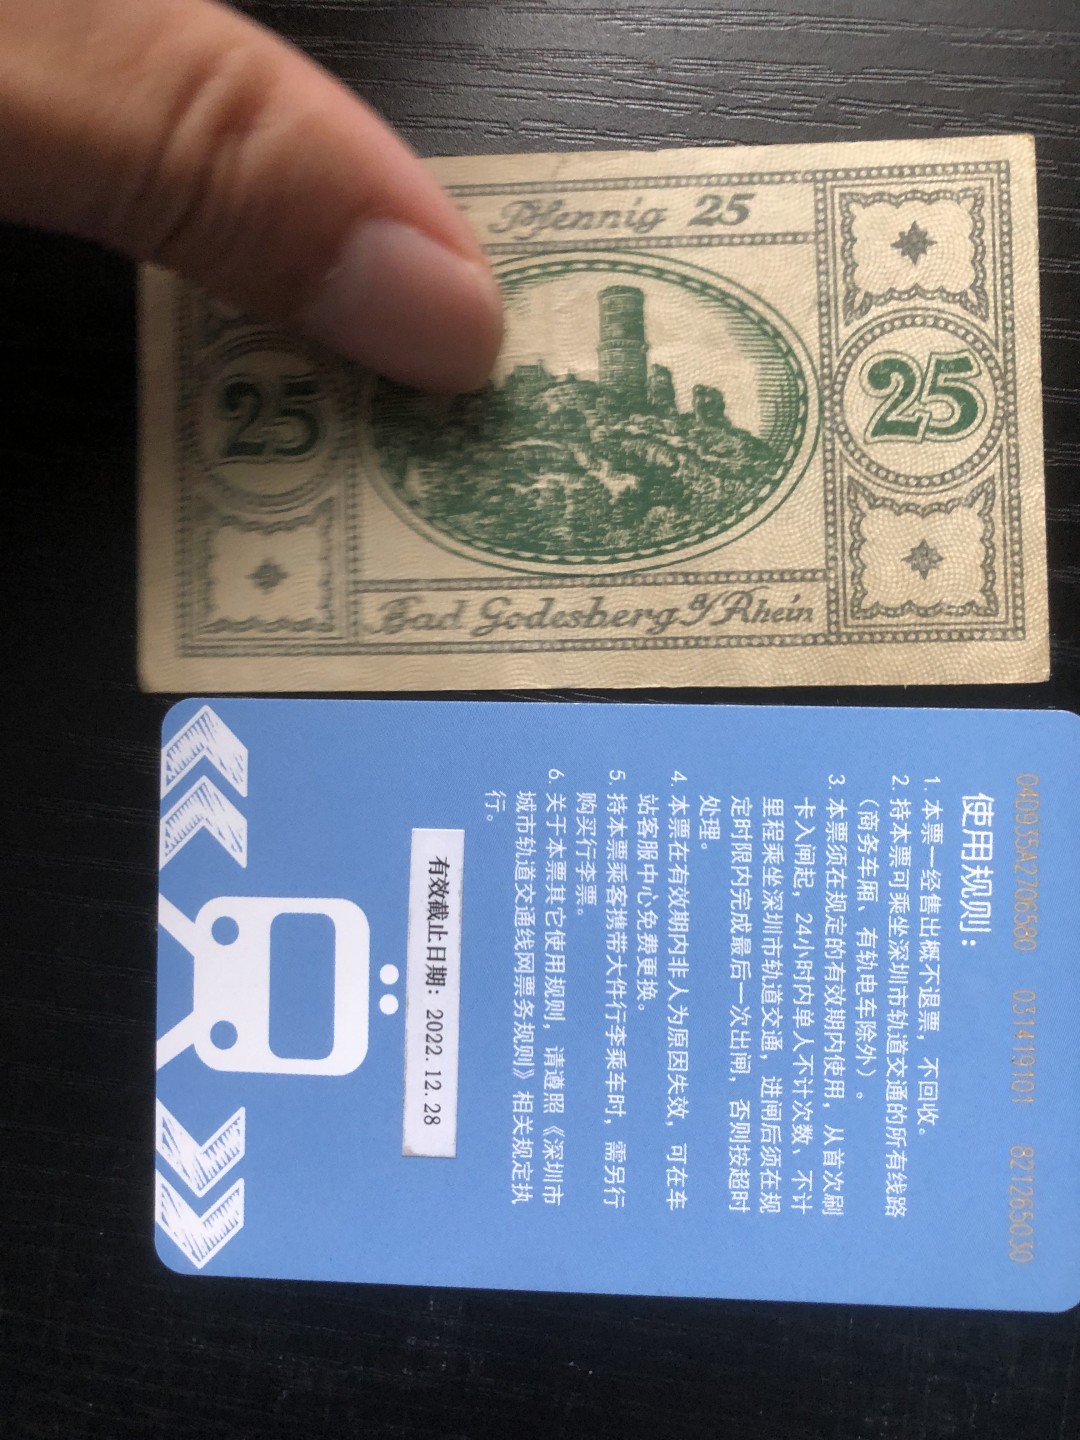 Pfennig 25
25
25
Bad Godesberg a/Rhein
04D935A2706580 031419101 821265030
使用规则：
1. 本票一经售出概不退票，不回收。
2. 持本票可乘坐深圳市轨道交通的所有线路
（商务车厢、有轨电车除外）。
3. 本票须在规定的有效期内使用，从首次刷
卡入闸起，24小时内单人不计次数、不计
里程乘坐深圳市轨道交通，进闸后须在规
定时限内完成最后一次出闸，否则按超时
处理。
4. 本票在有效期内非人为原因失效，可在车
站客服中心免费更换。
5. 持本票乘客携带大件行李乘车时，需另行
购买行李票。
6. 关于本票其它使用规则，请遵照《深圳市
城市轨道交通线网票务规则》相关规定执
行。
有效截止日期：2022.12.28